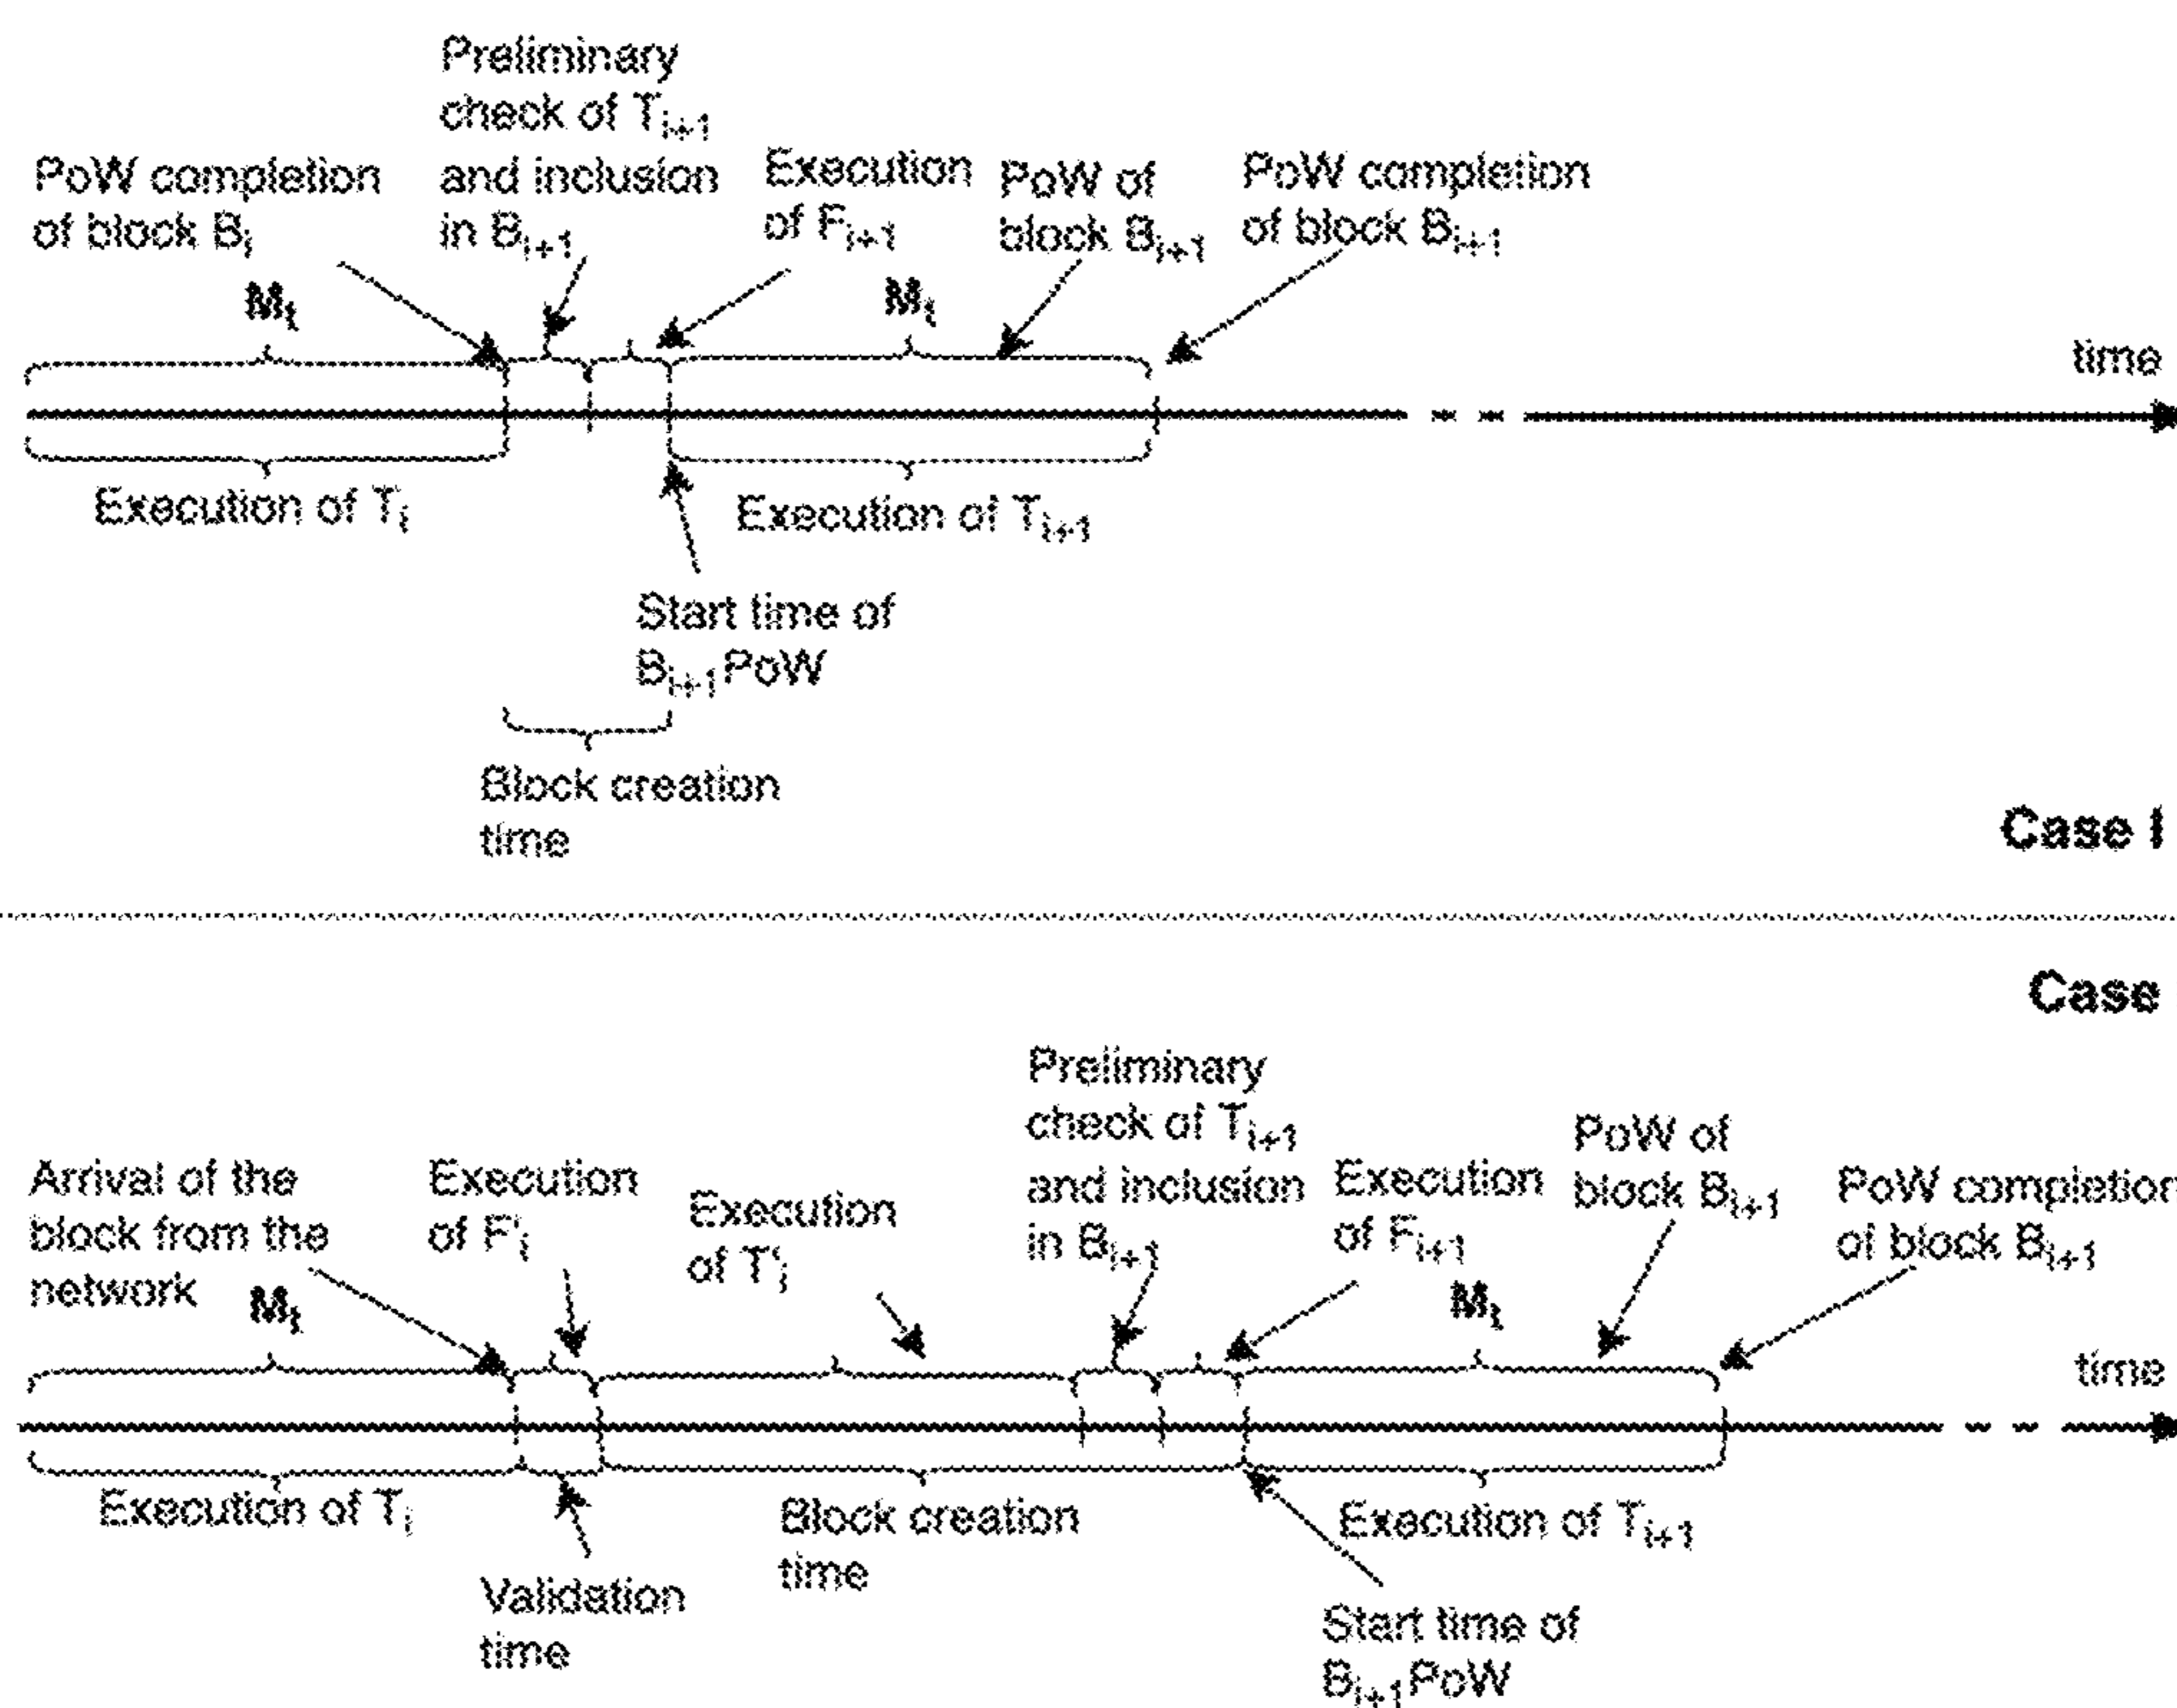 Preliminary
check of Ti+1
and inclusion
in Bi+1
PoW completion
of block Bi
Execution
of Fi+1
PoW of
block Bi+1
PoW completion
of block Bi+1
Mt
Mt
time
Execution of Ti
Execution of Ti+1
Start time of
Bi+1 PoW
Block creation
time
Case I
Case
Arrival of the
block from the
network
Execution
of F'i
Execution
of T'i
Preliminary
check of Ti+1
and inclusion
in Bi+1
Execution
of Fi+1
PoW of
block Bi+1
PoW completion
of block Bi+1
Mt
Mt
time
Execution of Ti
Validation
time
Block creation
time
Execution of Ti+1
Start time of
Bi+1 PoW